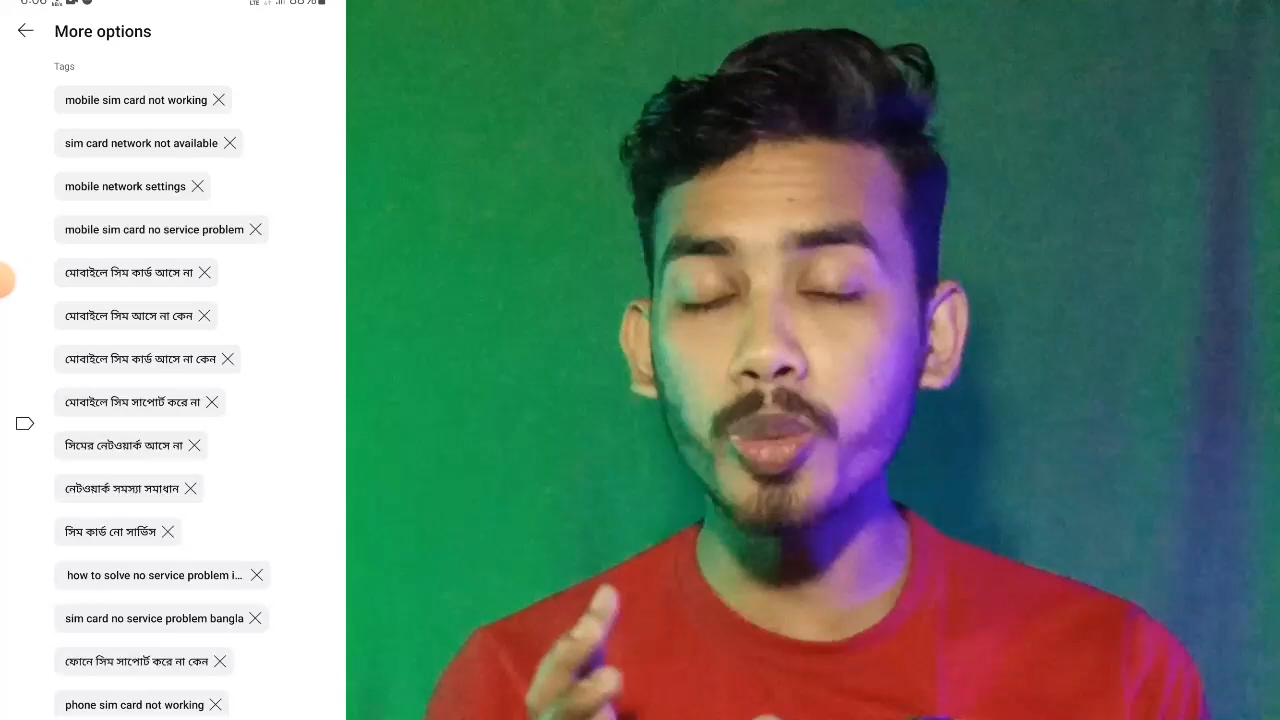 More options
Tags
mobile sim card not working
sim card network not available
mobile network settings
mobile sim card no service problem
মোবাইলে সিম কার্ড আসে না
মোবাইলে সিম আসে না কেন
মোবাইলে সিম কার্ড আসে না কেন
মোবাইলে সিম সাপোর্ট করে না
সিমের নেটওয়ার্ক আসে না
নেটওয়ার্ক সমস্যা সমাধান
সিম কার্ড নো সার্ভিস
how to solve no service problem i...
sim card no service problem bangla
ফোনে সিম সাপোর্ট করে না কেন
phone sim card not working